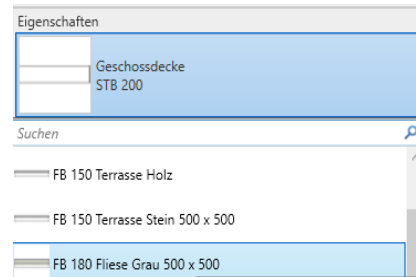 Eigenschaften
Geschossdecke
STB 200
Suchen
FB 150 Terrasse Holz
FB 150 Terrasse Stein 500 x 500
FB 180 Fliese Grau 500 x 500